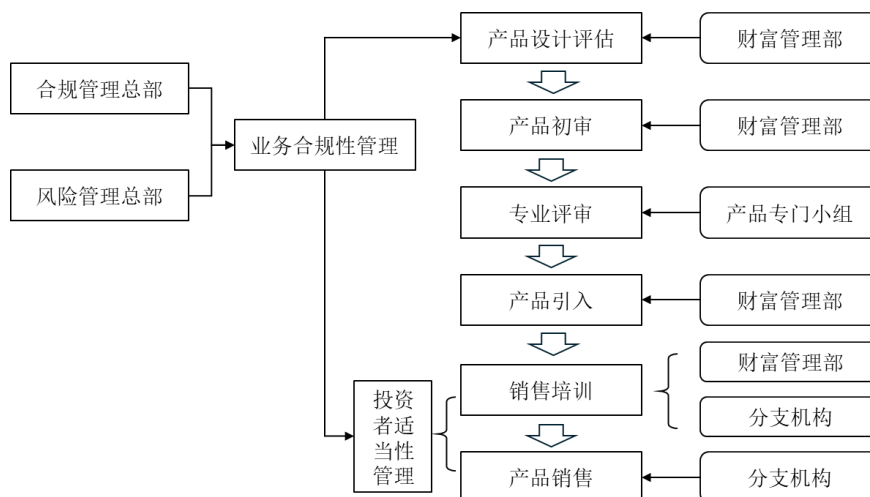 产品设计评估
财富管理部
合规管理总部
产品初审
财富管理部
业务合规性管理
风险管理总部
专业评审
产品专门小组
产品引入
财富管理部
财富管理部
销售培训
投资
者适
当性
管理
分支机构
产品销售
分支机构